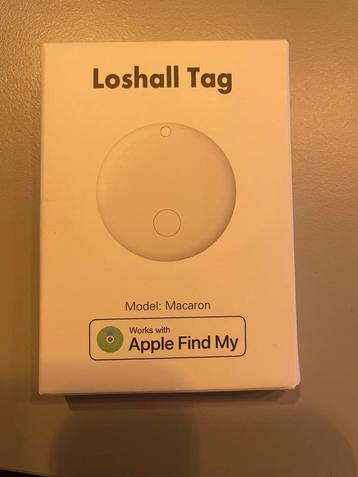 Loshall Tag
Model: Macaron
Works with
Apple Find My